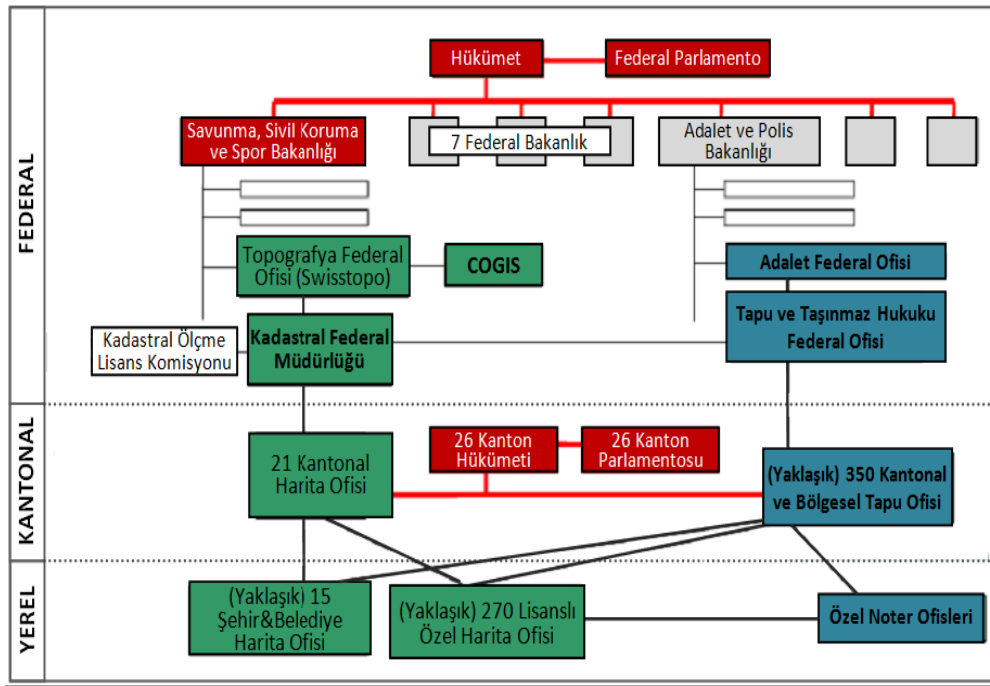 FEDERAL
Hükümet
Federal Parlamento
Savunma, Sivil Koruma
ve Spor Bakanlığı
7 Federal Bakanlık
Adalet ve Polis
Bakanlığı
Topografya Federal
Ofisi (Swisstopo)
COGIS
Adalet Federal Ofisi
Kadastral Ölçme
Lisans Komisyonu
Kadastral Federal
Müdürlüğü
Tapu ve Taşınmaz Hukuku
Federal Ofisi
KANTONAL
21 Kantonal
Harita Ofisi
26 Kanton
Hükümeti
26 Kanton
Parlamentosu
(Yaklaşık) 350 Kantonal
ve Bölgesel Tapu Ofisi
YEREL
(Yaklaşık) 15
Şehir&Belediye
Harita Ofisi
(Yaklaşık) 270 Lisanslı
Özel Harita Ofisi
Özel Noter Ofisleri